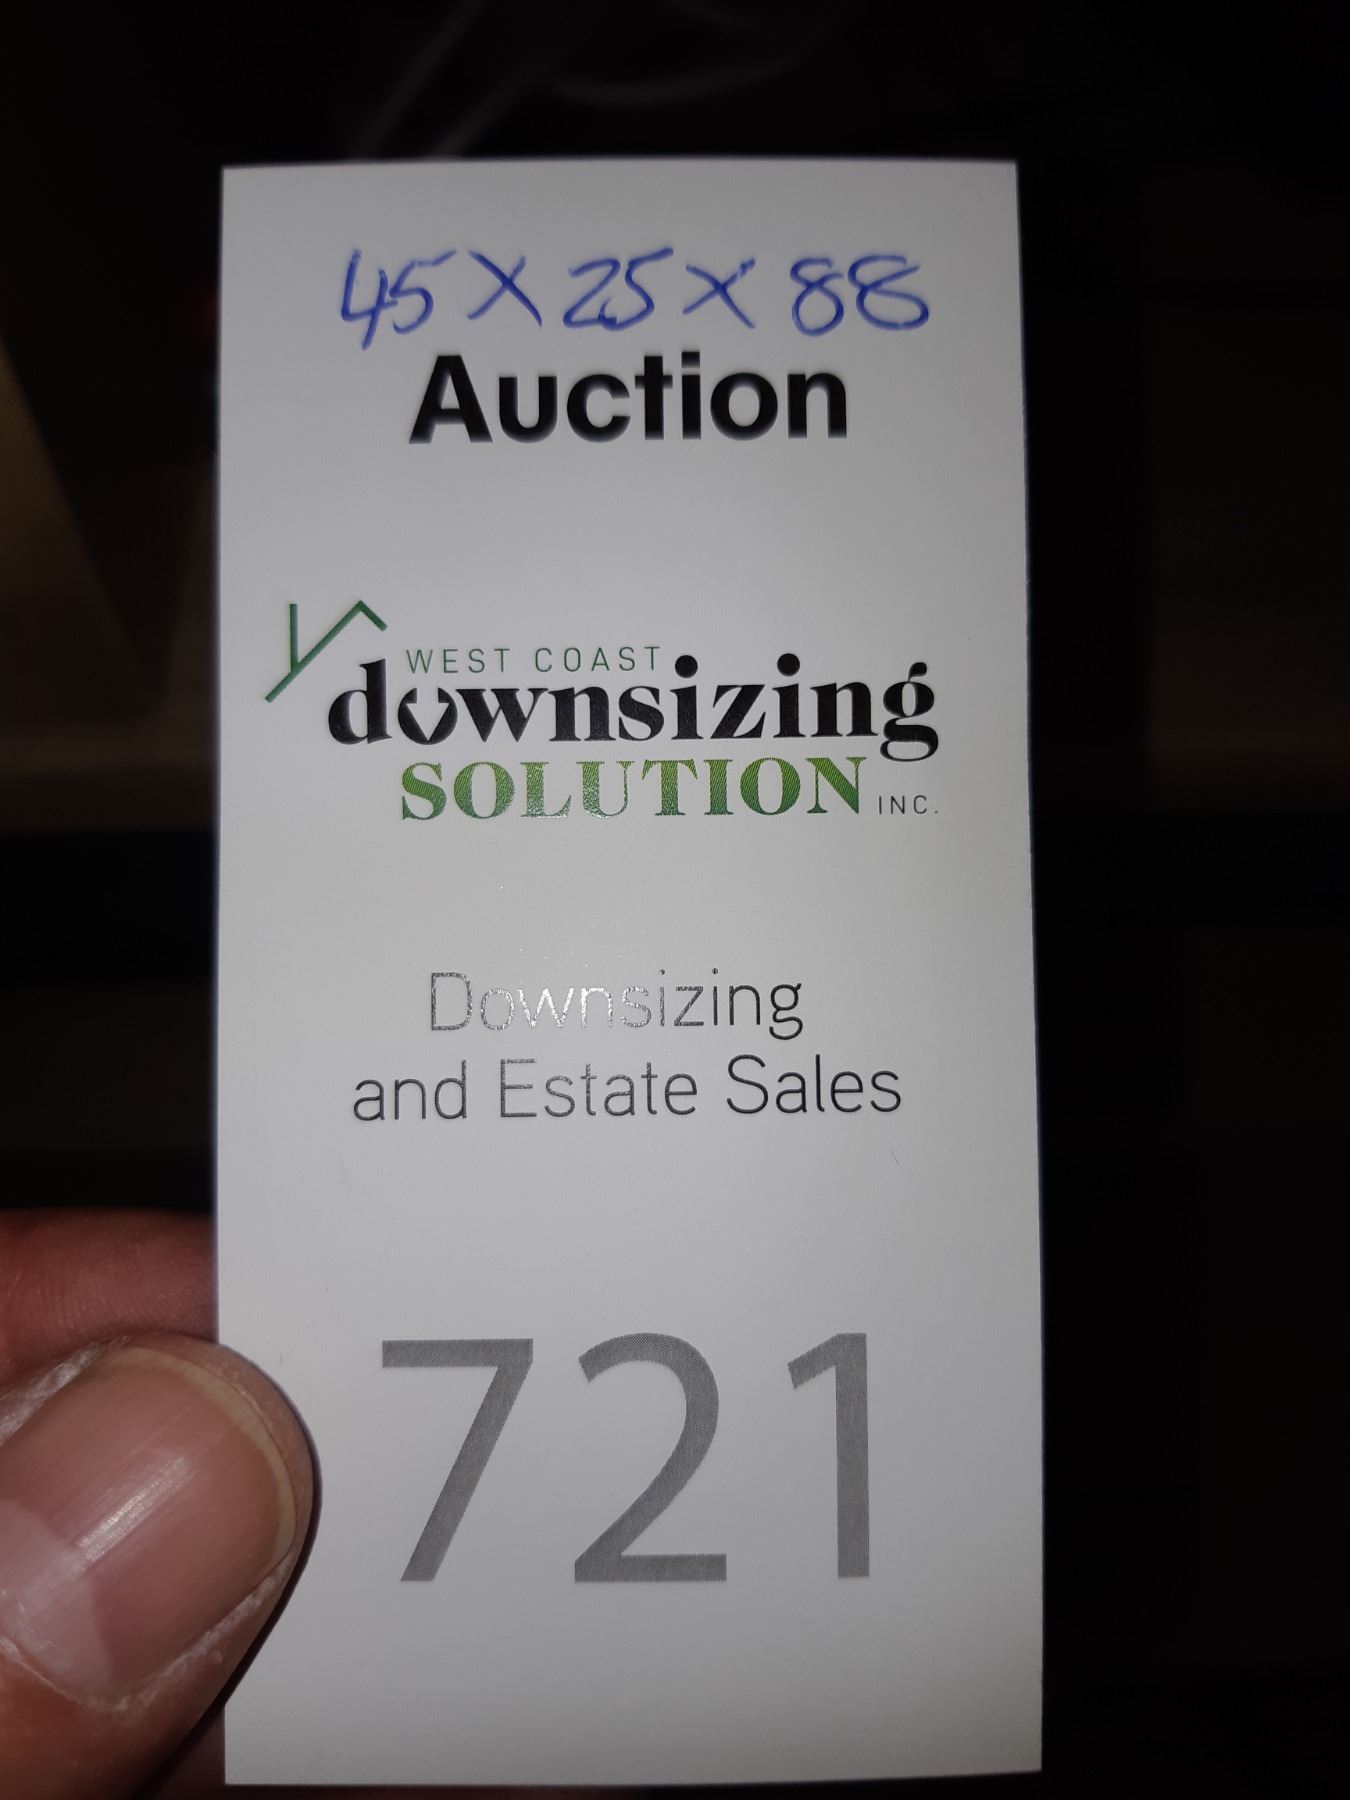 45 X 25 X 88
Auction
WEST COAST
downsizing
SOLUTION INC.
Downsizing
and Estate Sales
721